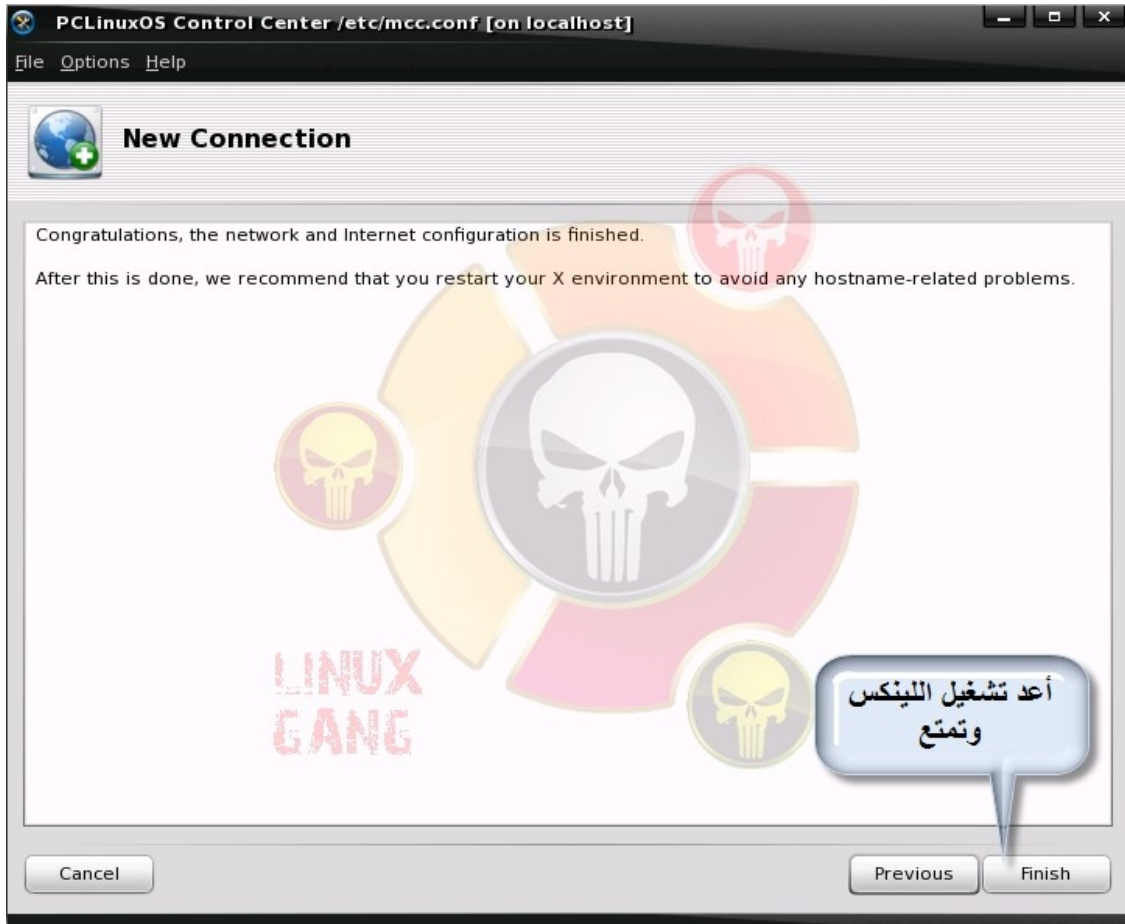 PCLinuxOS Control Center /etc/mcc.conf [on localhost]
File Options Help
New Connection
Congratulations, the network and Internet configuration is finished.
After this is done, we recommend that you restart your X environment to avoid any hostname-related problems.
LINUX
GANG
أعد تشغيل اللينكس
وتمتع
Cancel
Previous
Finish